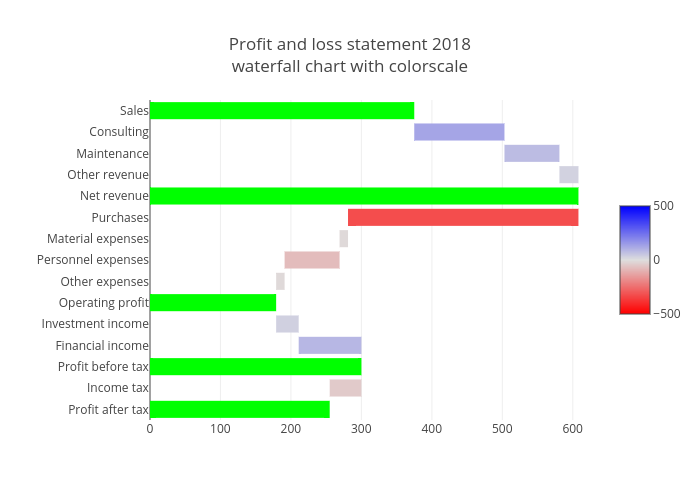 Profit and loss statement 2018
waterfall chart with colorscale
Sales
Consulting
Maintenance
Other revenue
Net revenue
Purchases
Material expenses
Personnel expenses
Other expenses
Operating profit
Investment income
Financial income
Profit before tax
Income tax
Profit after tax
0 100 200 300 400 500 600
500
0
−500